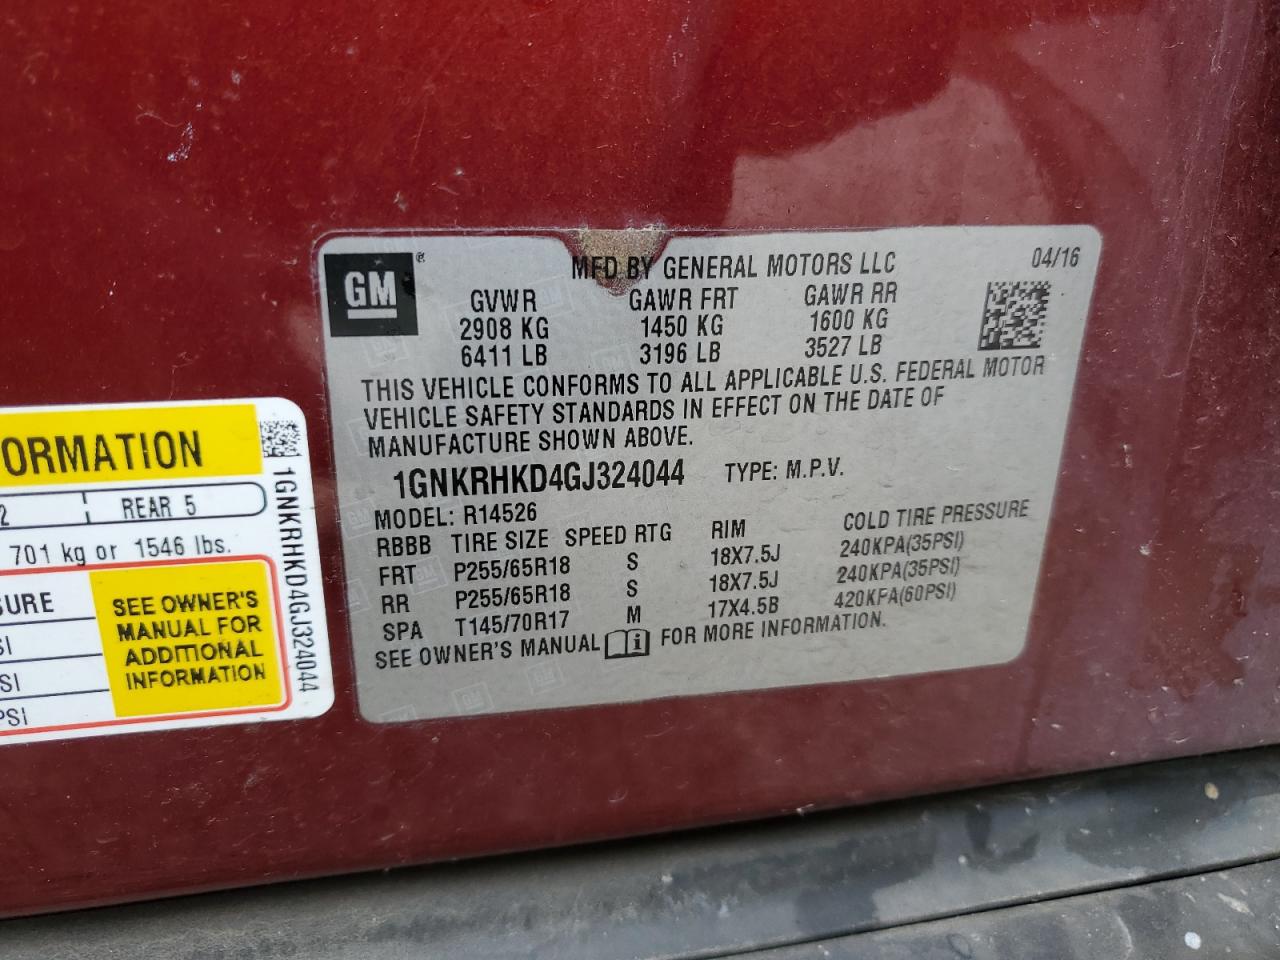 GM®
MFD BY GENERAL MOTORS LLC 04/16
GVWR GAWR FRT GAWR RR
2908 KG 1450 KG 1600 KG
6411 LB 3196 LB 3527 LB
THIS VEHICLE CONFORMS TO ALL APPLICABLE U.S. FEDERAL MOTOR
VEHICLE SAFETY STANDARDS IN EFFECT ON THE DATE OF
MANUFACTURE SHOWN ABOVE.
1GNKRHKD4GJ324044 TYPE: M.P.V.
MODEL: R14526
RBBB TIRE SIZE SPEED RTG RIM COLD TIRE PRESSURE
FRT P255/65R18 S 18X7.5J 240KPA(35PSI)
RR P255/65R18 S 18X7.5J 240KPA(35PSI)
SPA T145/70R17 M 17X4.5B 420KPA(60PSI)
SEE OWNER'S MANUAL i FOR MORE INFORMATION.
ORMATION
2 REAR 5
701 kg or 1546 lbs.
SURE
SI
SI
PSI
SEE OWNER'S
MANUAL FOR
ADDITIONAL
INFORMATION
1GNKRHKD4GJ324044